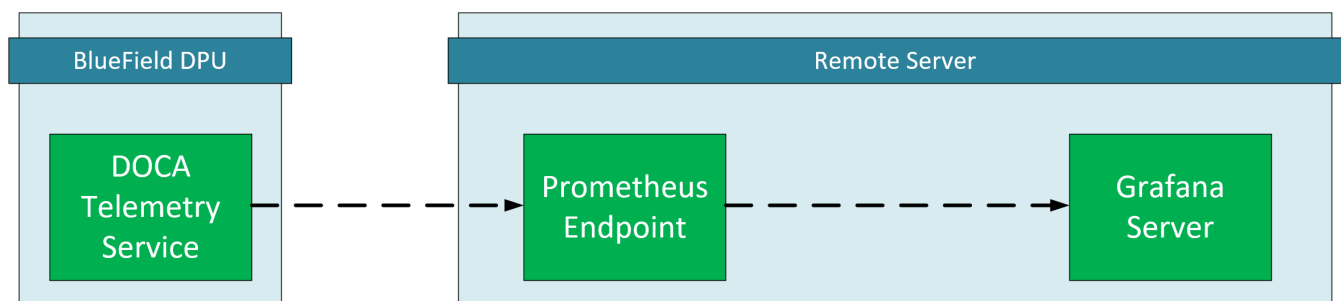 BlueField DPU
Remote Server
DOCA
Telemetry
Service
Prometheus
Endpoint
Grafana
Server